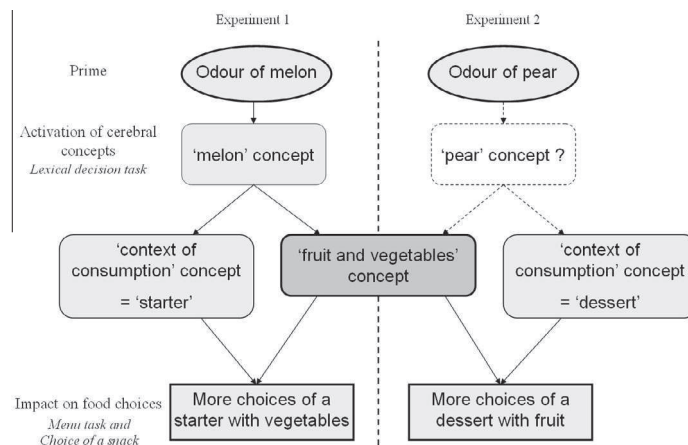 Experiment 1
Experiment 2
Prime
Odour of melon
Odour of pear
Activation of cerebral
concepts
Lexical decision task
‘melon’ concept
‘pear’ concept ?
‘context of
consumption’ concept
= ‘starter’
‘fruit and vegetables’
concept
‘context of
consumption’ concept
= ‘dessert’
Impact on food choices
Menu task and
Choice of a snack
More choices of a
starter with vegetables
More choices of a
dessert with fruit